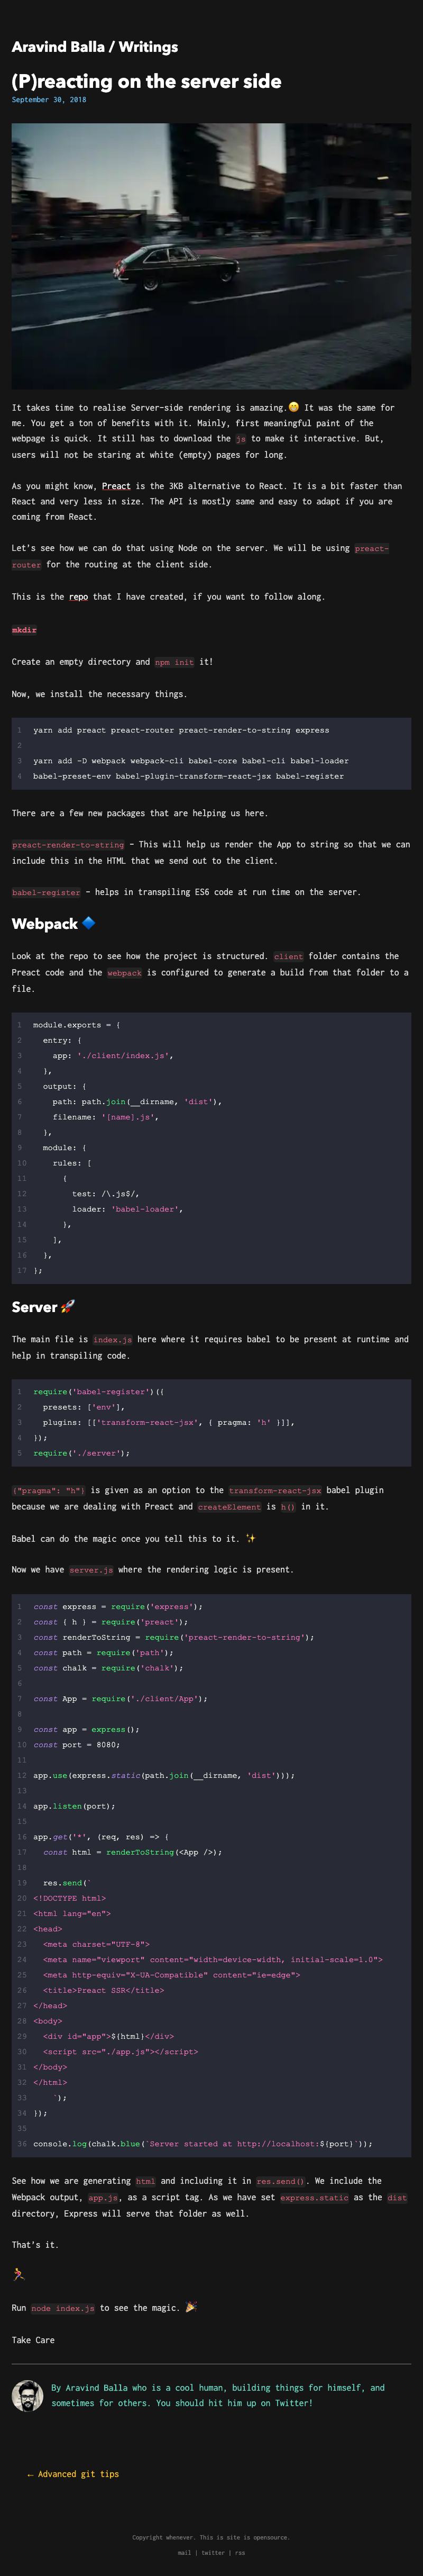 Aravind Balla / Writings
(P)reacting on the server side
September 30, 2018
It takes time to realise Server-side rendering is amazing.😁 It was the same for
me. You get a ton of benefits with it. Mainly, first meaningful paint of the
webpage is quick. It still has to download the js to make it interactive. But,
users will not be staring at white (empty) pages for long.
As you might know, Preact is the 3KB alternative to React. It is a bit faster than
React and very less in size. The API is mostly same and easy to adapt if you are
coming from React.
Let's see how we can do that using Node on the server. We will be using preact-
router for the routing at the client side.
This is the repo that I have created, if you want to follow along.
mkdir
Create an empty directory and npm init it!
Now, we install the necessary things.
1 yarn add preact preact-router preact-render-to-string express
2
3 yarn add -D webpack webpack-cli babel-core babel-cli babel-loader
4 babel-preset-env babel-plugin-transform-react-jsx babel-register
There are a few new packages that are helping us here.
preact-render-to-string - This will help us render the App to string so that we can
include this in the HTML that we send out to the client.
babel-register - helps in transpiling ES6 code at run time on the server.
Webpack 🔷
Look at the repo to see how the project is structured. client folder contains the
Preact code and the webpack is configured to generate a build from that folder to a
file.
1 module.exports = {
2   entry: {
3     app: './client/index.js',
4   },
5   output: {
6     path: path.join(__dirname, 'dist'),
7     filename: '[name].js',
8   },
9   module: {
10     rules: [
11       {
12         test: /\.js$/,
13         loader: 'babel-loader',
14       },
15     ],
16   },
17 };
Server 🚀
The main file is index.js here where it requires babel to be present at runtime and
help in transpiling code.
1 require('babel-register')({
2   presets: ['env'],
3   plugins: [['transform-react-jsx', { pragma: 'h' }]],
4 });
5 require('./server');
{"pragma": "h"} is given as an option to the transform-react-jsx babel plugin
because we are dealing with Preact and createElement is h() in it.
Babel can do the magic once you tell this to it. ✨
Now we have server.js where the rendering logic is present.
1 const express = require('express');
2 const { h } = require('preact');
3 const renderToString = require('preact-render-to-string');
4 const path = require('path');
5 const chalk = require('chalk');
6
7 const App = require('./client/App');
8
9 const app = express();
10 const port = 8080;
11
12 app.use(express.static(path.join(__dirname, 'dist')));
13
14 app.listen(port);
15
16 app.get('*', (req, res) => {
17   const html = renderToString(<App />);
18
19   res.send(`
20 <!DOCTYPE html>
21 <html lang="en">
22 <head>
23   <meta charset="UTF-8">
24   <meta name="viewport" content="width=device-width, initial-scale=1.0">
25   <meta http-equiv="X-UA-Compatible" content="ie=edge">
26   <title>Preact SSR</title>
27 </head>
28 <body>
29   <div id="app">${html}</div>
30   <script src="./app.js"></script>
31 </body>
32 </html>
33     `);
34 });
35
36 console.log(chalk.blue(`Server started at http://localhost:${port}`));
See how we are generating html and including it in res.send(). We include the
Webpack output, app.js, as a script tag. As we have set express.static as the dist
directory, Express will serve that folder as well.
That's it.
🏃
Run node index.js to see the magic. 🎉
Take Care
By Aravind Balla who is a cool human, building things for himself, and
sometimes for others. You should hit him up on Twitter!
← Advanced git tips
Copyright whenever. This is site is opensource.
mail | twitter | rss